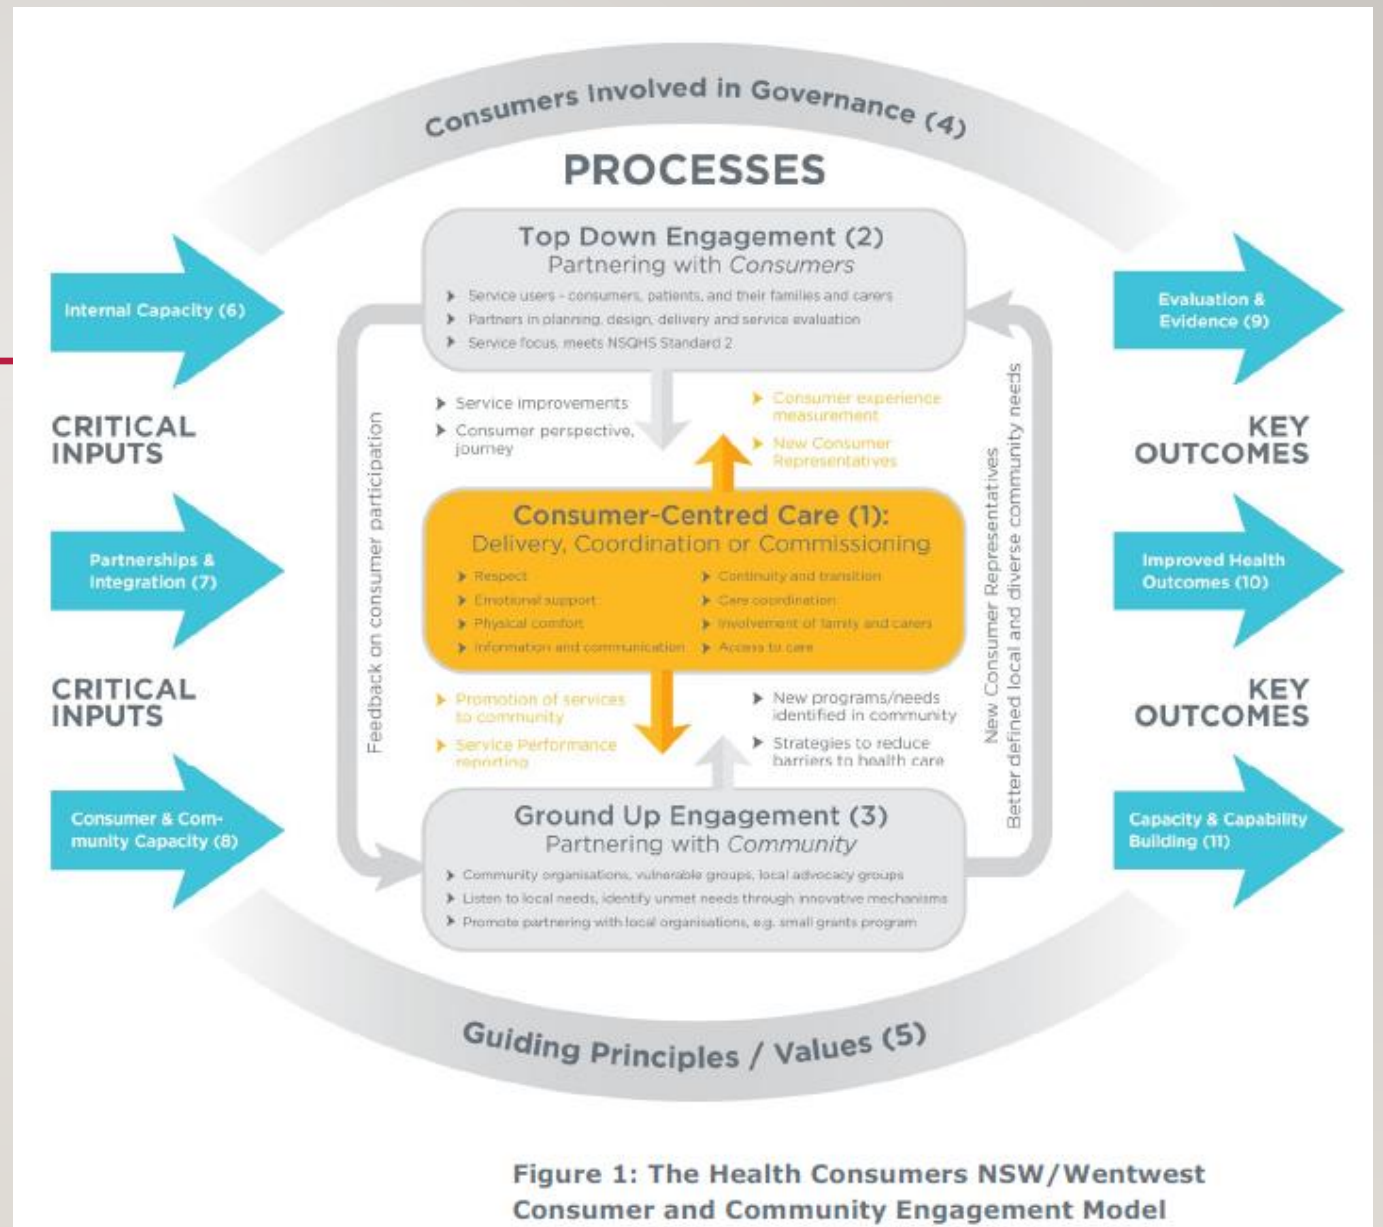 Consumers Involved in Governance (4)
PROCESSES
Top Down Engagement (2)
Partnering with Consumers
Service users - consumers, patients, and their families and carers
Partners in planning, design, delivery and service evaluation
Service focus, meets NSQHS Standard 2
Internal Capacity (6)
CRITICAL
INPUTS
Partnerships &
Integration (7)
CRITICAL
INPUTS
Consumer & Com-
munity Capacity (8)
Feedback on consumer participation
Service improvements
Consumer perspective,
journey
Consumer experience
measurement
New Consumer
Representatives
Consumer-Centred Care (1):
Delivery, Coordination or Commissioning
Respect
Emotional support
Physical comfort
Information and communication
Continuity and transition
Care coordination
Involvement of family and carers
Access to care
Promotion of services
to community
Service Performance
reporting
New programs/needs
identified in community
Strategies to reduce
barriers to health care
Ground Up Engagement (3)
Partnering with Community
Community organisations, vulnerable groups, local advocacy groups
Listen to local needs, identify unmet needs through innovative mechanisms
Promote partnering with local organisations, e.g. small grants program
New Consumer Representatives
Better defined local and diverse community needs
Evaluation &
Evidence (9)
KEY
OUTCOMES
Improved Health
Outcomes (10)
KEY
OUTCOMES
Capacity & Capability
Building (11)
Guiding Principles / Values (5)
Figure 1: The Health Consumers NSW/Wentwest
Consumer and Community Engagement Model